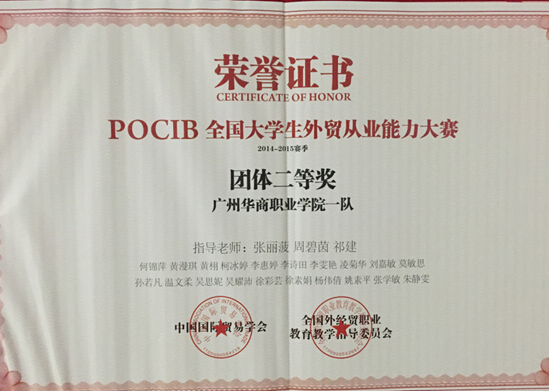 荣誉证书
CERTIFICATE OF HONOR
POCIB 全国大学生外贸从业能力大赛
2014-2015赛季
团体二等奖
广州华商职业学院一队
指导老师：张丽菠 周碧茵 祁建
何锦萍 黄漫琪 黄栩 柯冰婷 李惠婷 李诗田 李雯艳 凌菊华 刘嘉敏 莫敏思
孙若凡 温文柔 吴思妮 吴耀沛 徐彩芸 徐素娟 杨伟倩 姚素平 张学敏 朱静雯
中国国际贸易学会
全国外经贸职业
教育教学指导委员会